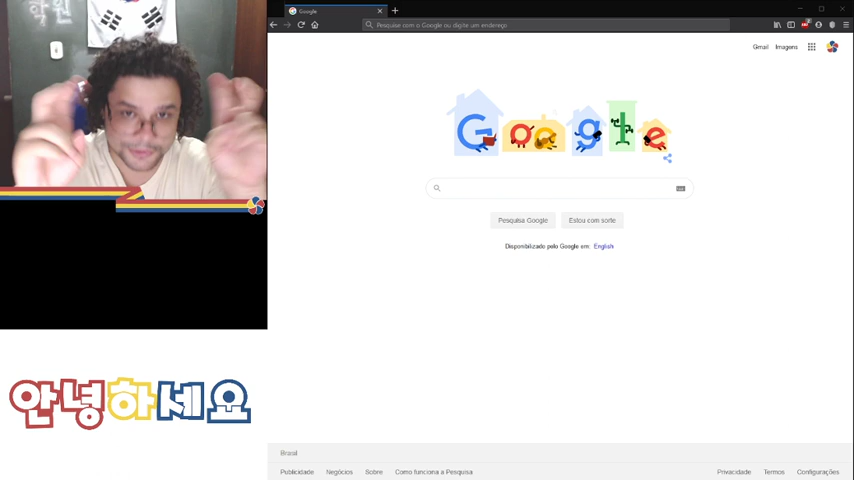 학원
Google
Pesquise com o Google ou digite um endereço
Gmail Imagens
Google
Pesquisa Google Estou com sorte
Disponibilizado pelo Google em: English
안녕하세요
Brasil
Publicidade Negócios Sobre Como funciona a Pesquisa Privacidade Termos Configurações